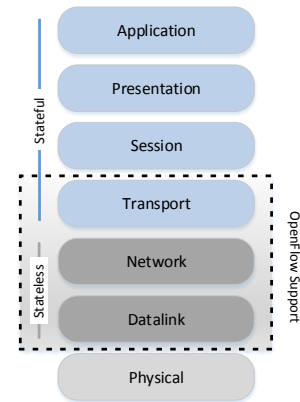 Application
Presentation
Session
Transport
Network
Datalink
Physical
Stateful
Stateless
OpenFlow Support